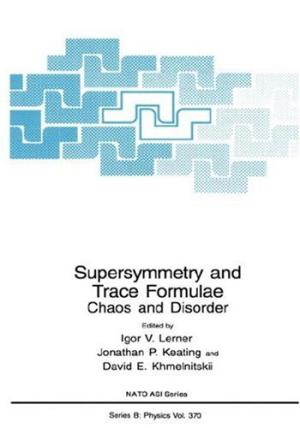 Supersymmetry and
Trace Formulae
Chaos and Disorder
Edited by
Igor V. Lerner
Jonathan P. Keating and
David E. Khmelnitskii
NATO ASI Series
Series B: Physics Vol. 370